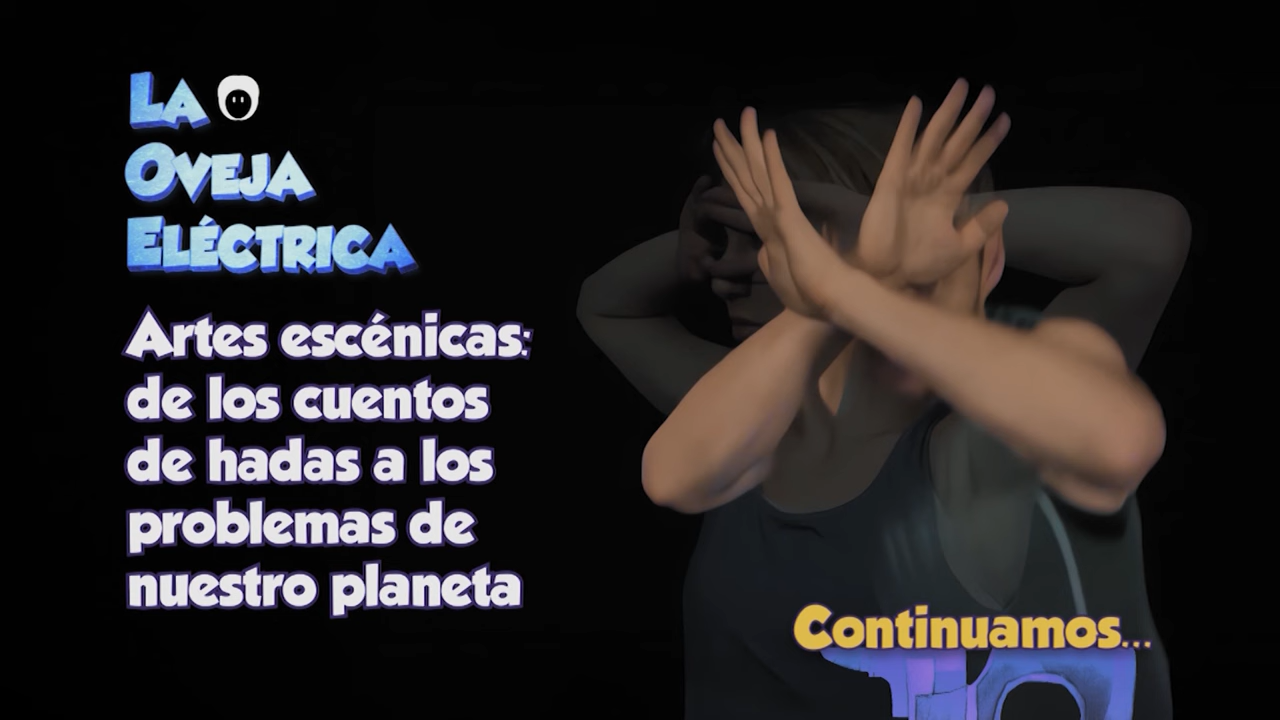 La
Oveja
Eléctrica
Artes escénicas:
de los cuentos
de hadas a los
problemas de
nuestro planeta
Continuamos...